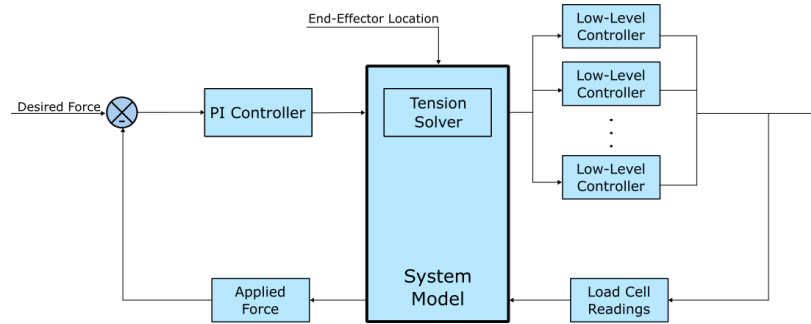 End-Effector Location
Low-Level
Controller
Low-Level
Controller
Desired Force
-
PI Controller
Tension
Solver
Low-Level
Controller
System
Model
Applied
Force
Load Cell
Readings